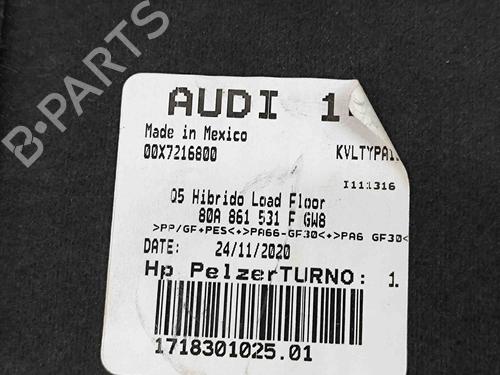 AUDI 1
Made in Mexico
00X7216800 KVLTYPA1
I111316
Q5 Hibrido Load Floor
80A 861 531 F GW8
>PP/GF+PES<+>PA66-GF30<+>PA6 GF30<
DATE: 24/11/2020
Hp PelzerTURNO: 1.
1718301025.01
B-PARTS